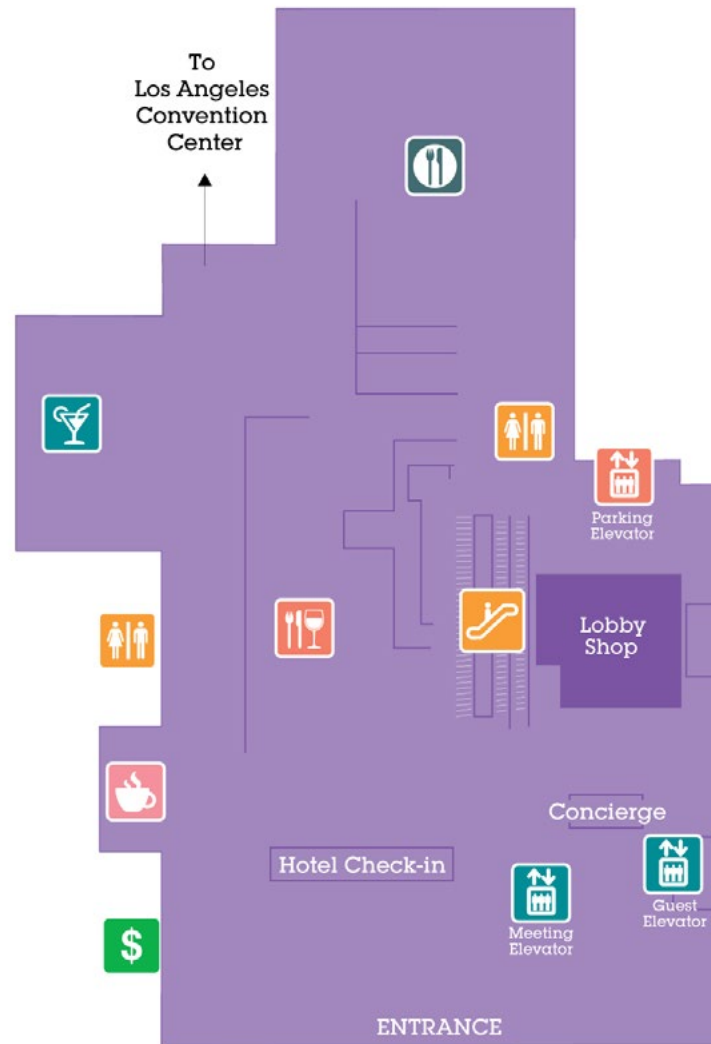 To
Los Angeles
Convention
Center
Parking
Elevator
Lobby
Shop
Concierge
Hotel Check-in
Guest
Elevator
Meeting
Elevator
$
ENTRANCE